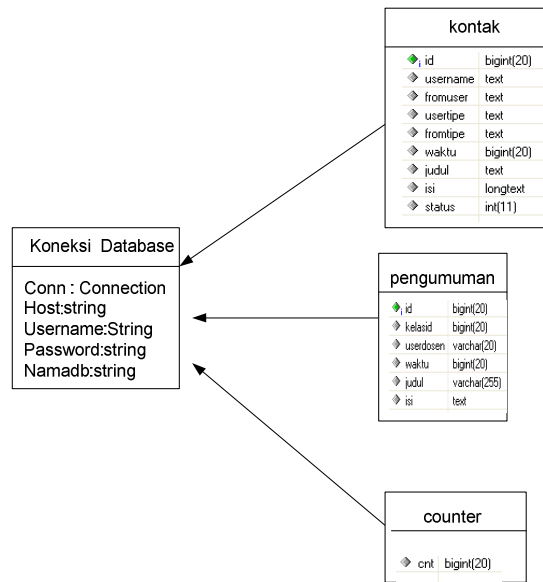 kontak
id bigint(20)
username text
fromuser text
usertipe text
fromtipe text
waktu bigint(20)
judul text
isi longtext
status int(11)
Koneksi Database
Conn : Connection
Host:string
Username:String
Password:string
Namadb:string
pengumuman
id bigint(20)
kelasid bigint(20)
userdosen varchar(20)
waktu bigint(20)
judul varchar(255)
isi text
counter
cnt bigint(20)